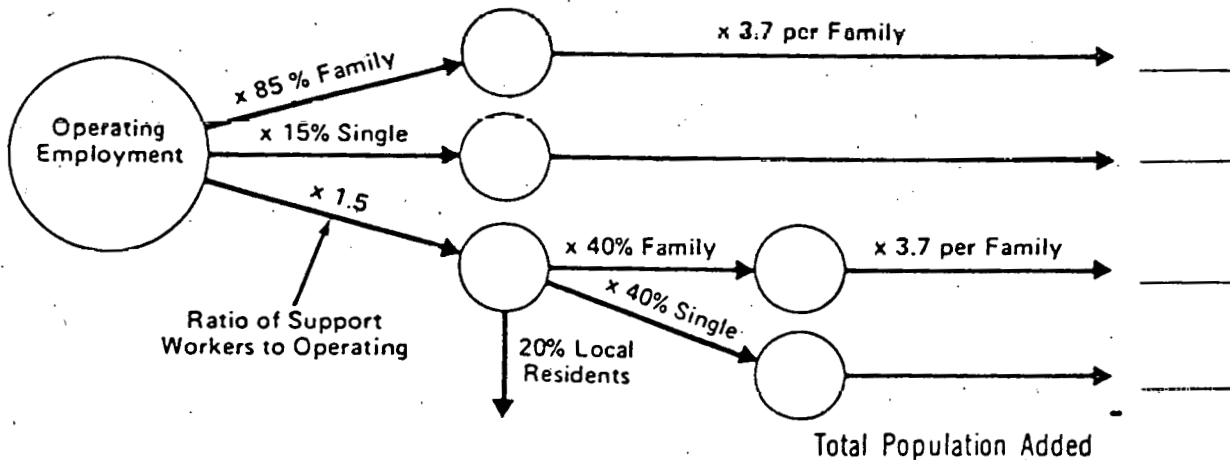 x 3.7 per Family
x 85 % Family
Operating
Employment
x 15% Single
x 1.5
x 40% Family
x 3.7 per Family
x 40% Single
Ratio of Support
Workers to Operating
20% Local
Residents
Total Population Added